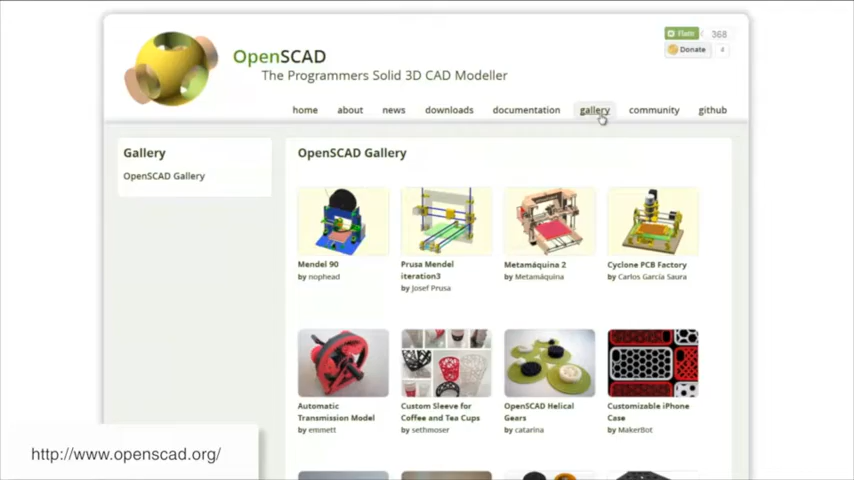 Flattr 368
Donate 4
OpenSCAD
The Programmers Solid 3D CAD Modeller
home about news downloads documentation gallery community github
Gallery
OpenSCAD Gallery
OpenSCAD Gallery
Mendel 90
by nophead
Prusa Mendel
iteration3
by Josef Prusa
Metamáquina 2
by Metamáquina
Cyclone PCB Factory
by Carlos García Saura
Automatic
Transmission Model
by emmett
Custom Sleeve for
Coffee and Tea Cups
by sethmoser
OpenSCAD Helical
Gears
by catarina
Customizable iPhone
Case
by MakerBot
http://www.openscad.org/